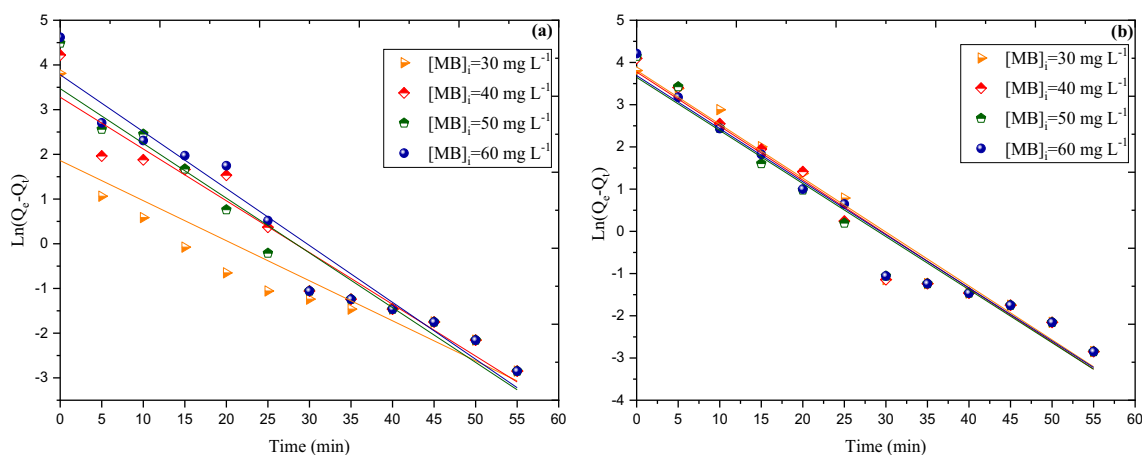 (a)
[MB]i=30 mg L-1
[MB]i=40 mg L-1
[MB]i=50 mg L-1
[MB]i=60 mg L-1
Ln(Qe-Qt)
5
4
3
2
1
0
-1
-2
-3
0 5 10 15 20 25 30 35 40 45 50 55 60
Time (min)
(b)
[MB]i=30 mg L-1
[MB]i=40 mg L-1
[MB]i=50 mg L-1
[MB]i=60 mg L-1
Ln(Qe-Qt)
5
4
3
2
1
0
-1
-2
-3
-4
0 5 10 15 20 25 30 35 40 45 50 55 60
Time (min)